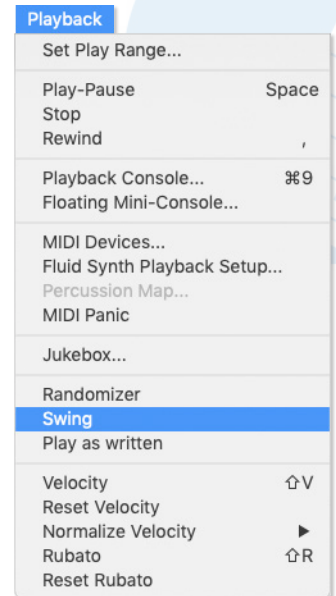 Playback
Set Play Range...
Play-Pause Space
Stop
Rewind ,
Playback Console... ⌘9
Floating Mini-Console...
MIDI Devices...
Fluid Synth Playback Setup...
Percussion Map...
MIDI Panic
Jukebox...
Randomizer
Swing
Play as written
Velocity ⇧V
Reset Velocity
Normalize Velocity ▶
Rubato ⇧R
Reset Rubato